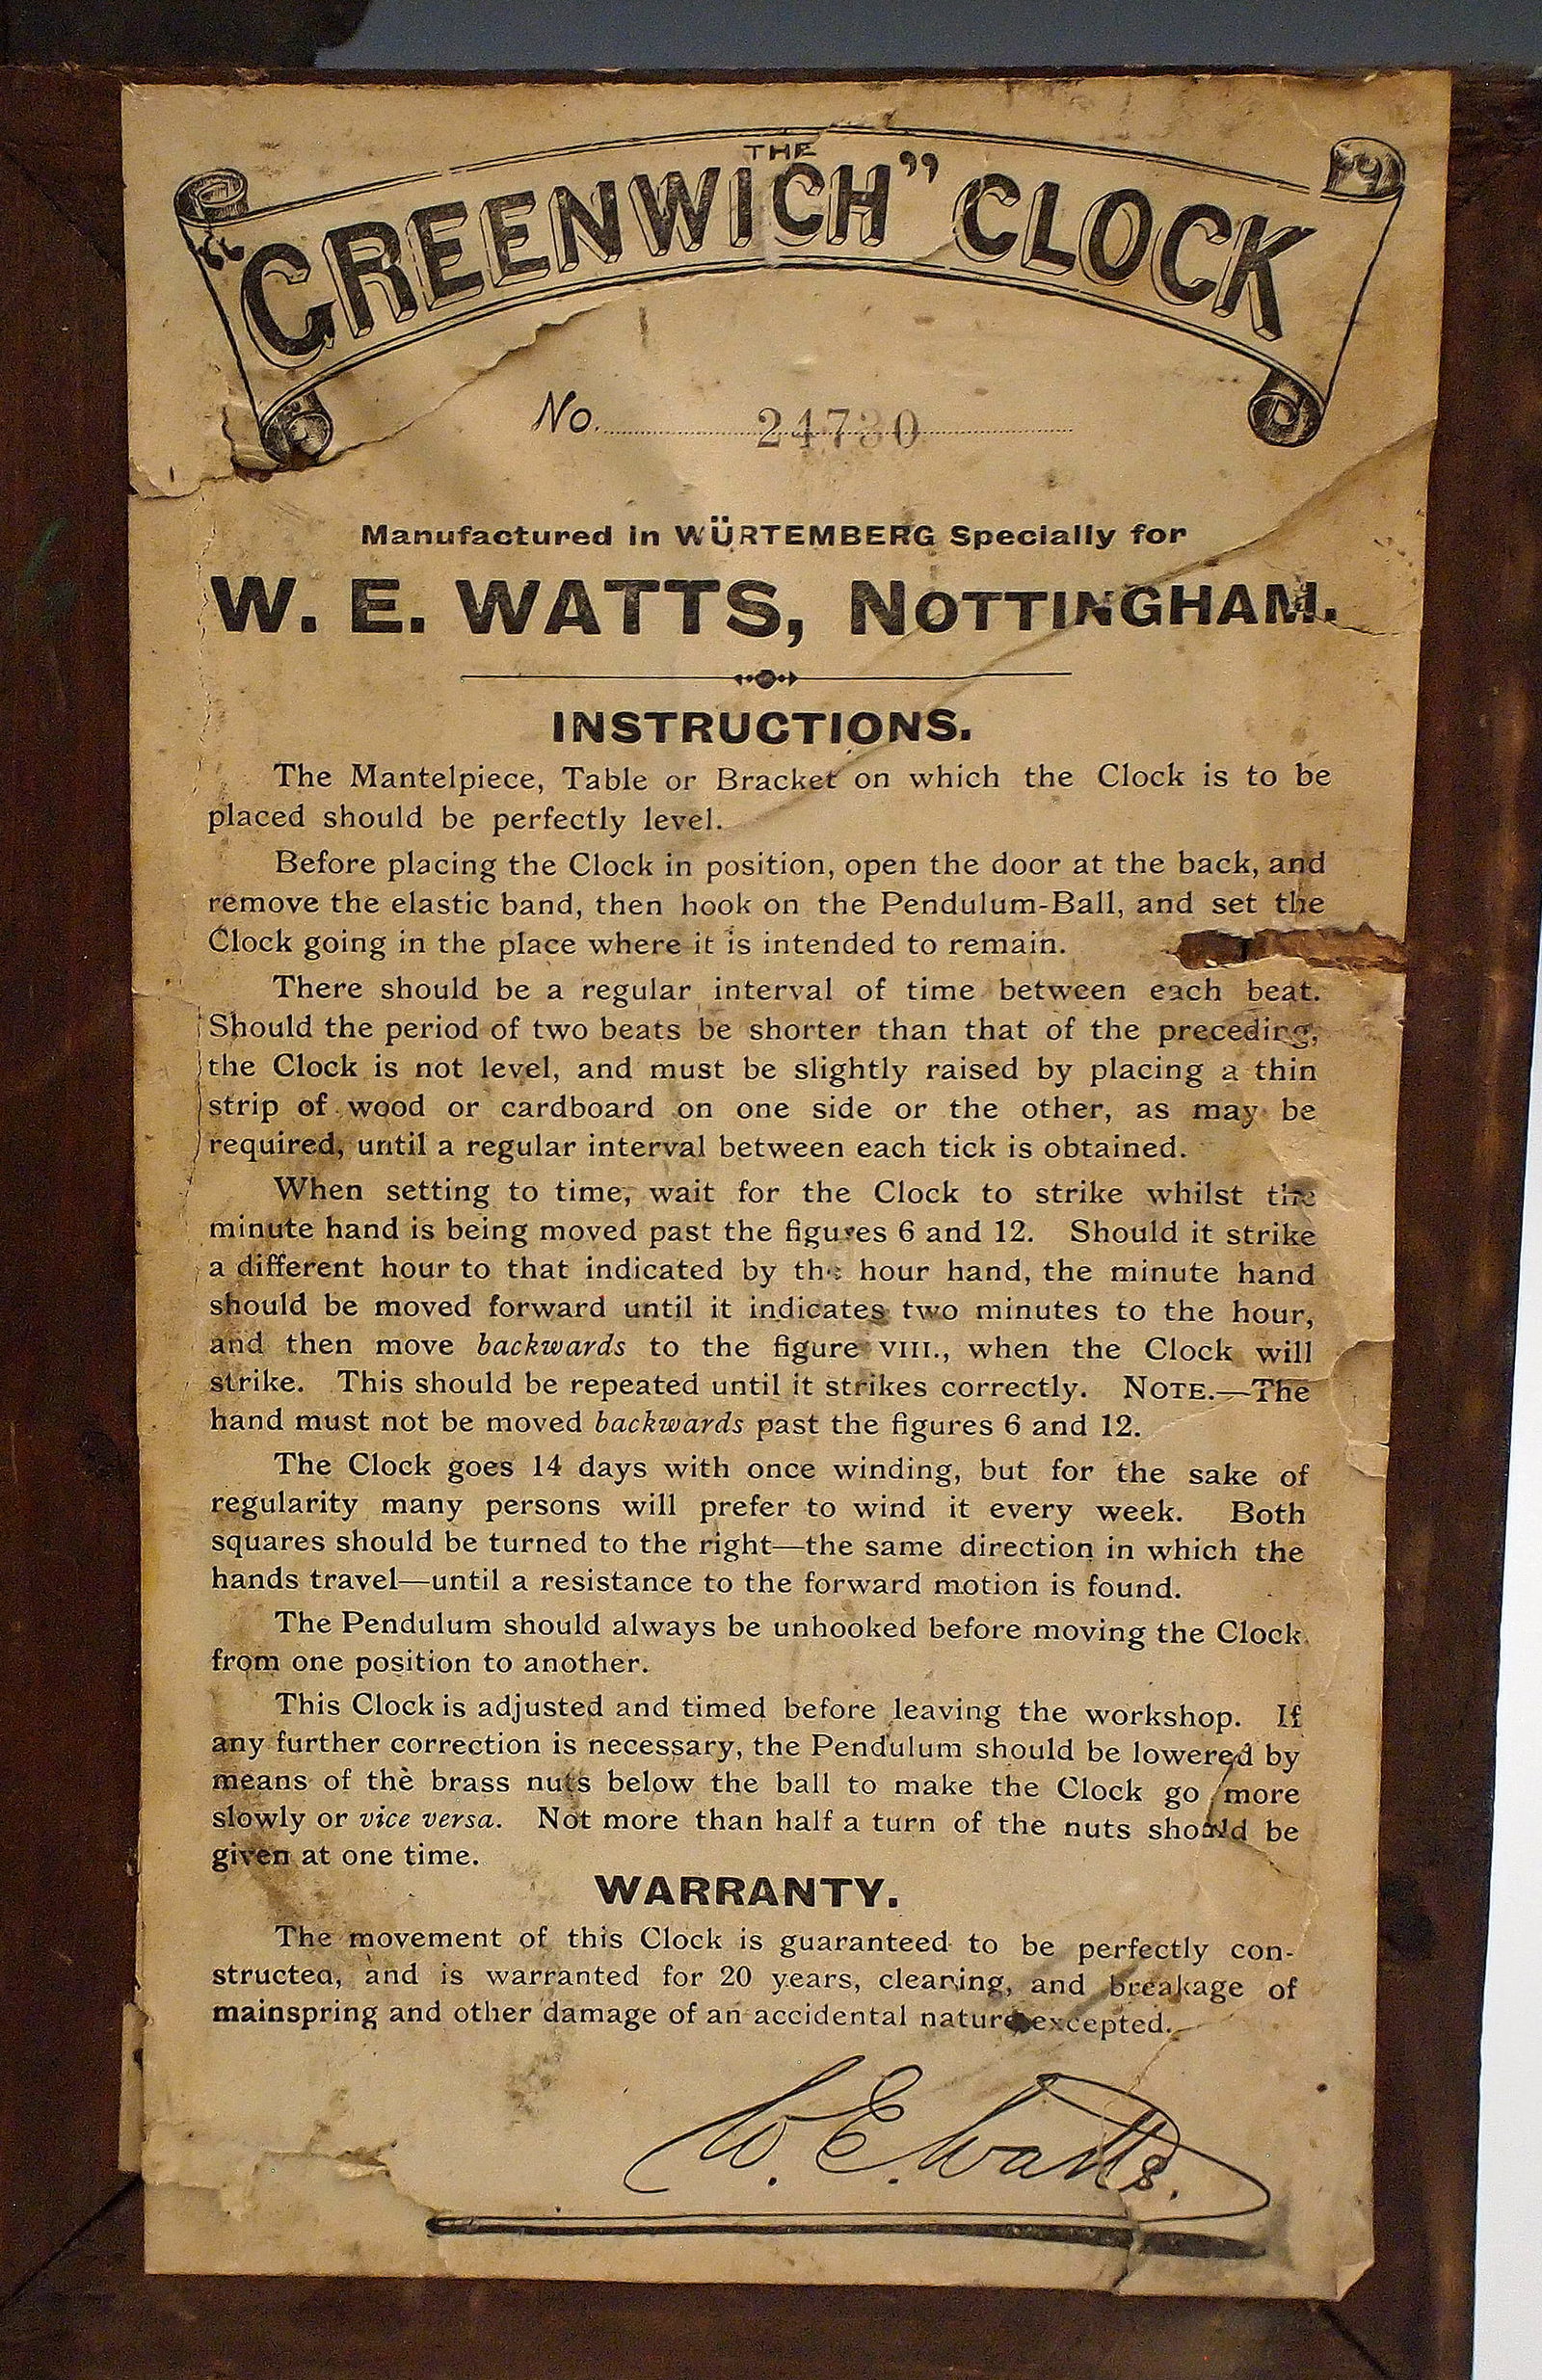 THE
"GREENWICH" CLOCK
No. 24730
Manufactured in WÜRTEMBERG Specially for
W. E. WATTS, NOTTINGHAM.
INSTRUCTIONS.
The Mantelpiece, Table or Bracket on which the Clock is to be
placed should be perfectly level.
Before placing the Clock in position, open the door at the back, and
remove the elastic band, then hook on the Pendulum-Ball, and set the
Clock going in the place where it is intended to remain.
There should be a regular interval of time between each beat.
Should the period of two beats be shorter than that of the preceding,
the Clock is not level, and must be slightly raised by placing a thin
strip of wood or cardboard on one side or the other, as may be
required, until a regular interval between each tick is obtained.
When setting to time, wait for the Clock to strike whilst the
minute hand is being moved past the figures 6 and 12. Should it strike
a different hour to that indicated by the hour hand, the minute hand
should be moved forward until it indicates two minutes to the hour,
and then move backwards to the figure VIII., when the Clock will
strike. This should be repeated until it strikes correctly. NOTE.—The
hand must not be moved backwards past the figures 6 and 12.
The Clock goes 14 days with once winding, but for the sake of
regularity many persons will prefer to wind it every week. Both
squares should be turned to the right—the same direction in which the
hands travel—until a resistance to the forward motion is found.
The Pendulum should always be unhooked before moving the Clock
from one position to another.
This Clock is adjusted and timed before leaving the workshop. If
any further correction is necessary, the Pendulum should be lowered by
means of the brass nuts below the ball to make the Clock go more
slowly or vice versa. Not more than half a turn of the nuts should be
given at one time.
WARRANTY.
The movement of this Clock is guaranteed to be perfectly con-
structed, and is warranted for 20 years, cleaning, and breakage of
mainspring and other damage of an accidental nature excepted.
W. E. Watts.